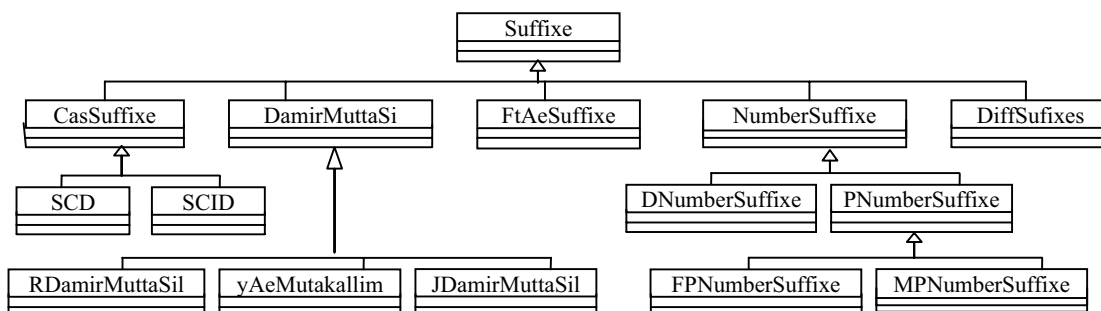 Suffixe
CasSuffixe
DamirMuttaSi
FtAeSuffixe
NumberSuffixe
DiffSufixes
SCD
SCID
DNumberSuffixe
PNumberSuffixe
RDamirMuttaSil
yAeMutakallim
JDamirMuttaSil
FPNumberSuffixe
MPNumberSuffixe